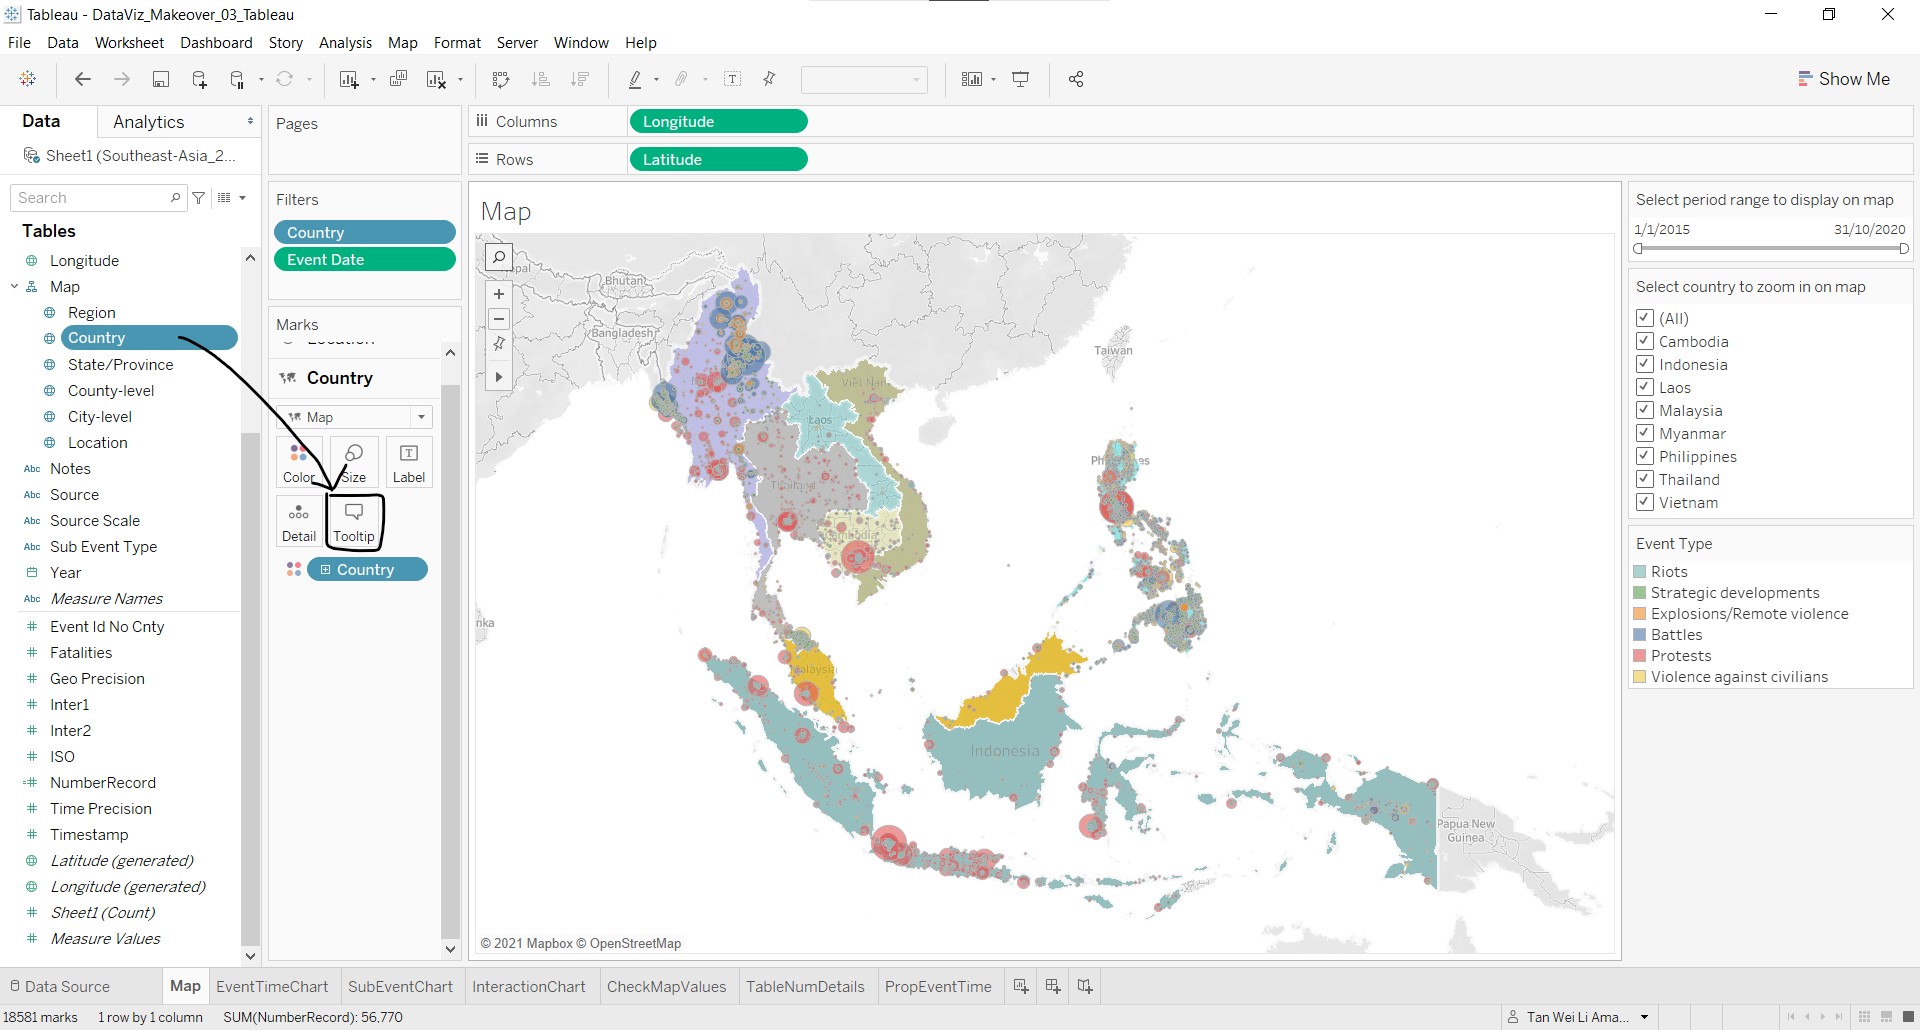 Tableau - DataViz_Makeover_03_Tableau
File Data Worksheet Dashboard Story Analysis Map Format Server Window Help
Show Me
Data
Analytics
Sheet1 (Southeast-Asia_2...
Search
Tables
Longitude
Map
Region
Country
State/Province
County-level
City-level
Location
Abc Notes
Abc Source
Abc Source Scale
Abc Sub Event Type
Year
Abc Measure Names
# Event Id No Cnty
# Fatalities
# Geo Precision
# Inter1
# Inter2
# ISO
=# NumberRecord
# Time Precision
# Timestamp
Latitude (generated)
Longitude (generated)
# Sheet1 (Count)
# Measure Values
Pages
Filters
Country
Event Date
Marks
Location
Country
Map
Color
Size
Label
Detail
Tooltip
Country
Columns
Longitude
Rows
Latitude
Map
Bhutan
Bangladesh
Taiwan
Viet Nam
Laos
Thailand
Cambodia
Malaysia
Indonesia
Papua New
Guinea
nka
© 2021 Mapbox © OpenStreetMap
Select period range to display on map
1/1/2015
31/10/2020
Select country to zoom in on map
(All)
Cambodia
Indonesia
Laos
Malaysia
Myanmar
Philippines
Thailand
Vietnam
Event Type
Riots
Strategic developments
Explosions/Remote violence
Battles
Protests
Violence against civilians
Data Source
Map
EventTimeChart
SubEventChart
InteractionChart
CheckMapValues
TableNumDetails
PropEventTime
18581 marks
1 row by 1 column
SUM(NumberRecord): 56,770
Tan Wei Li Ama...